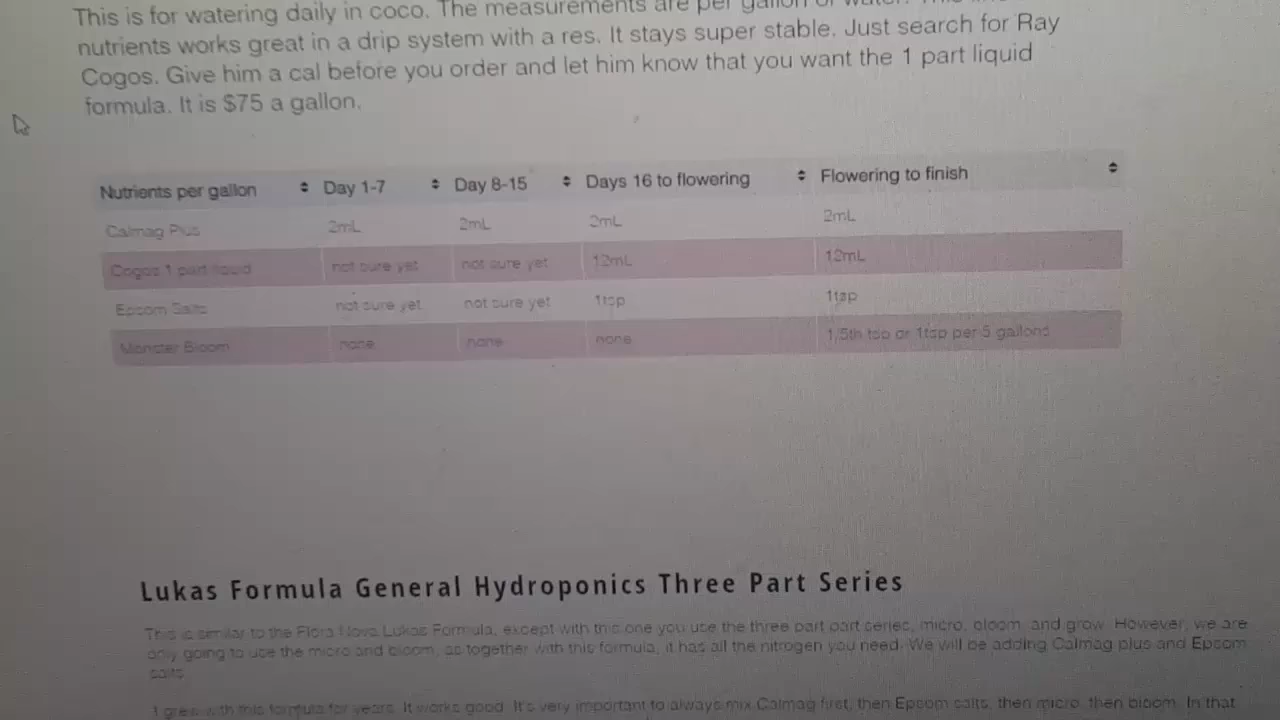 This is for watering daily in coco. The measurements are per gallon of water. This
nutrients works great in a drip system with a res. It stays super stable. Just search for Ray
Cogos. Give him a cal before you order and let him know that you want the 1 part liquid
formula. It is $75 a gallon.
Nutrients per gallon Day 1-7 Day 8-15 Days 16 to flowering Flowering to finish
Calmag Plus 2mL 2mL 2mL 2mL
Cogos 1 part liquid not sure yet not sure yet 12mL 12mL
Epsom Salts not sure yet not sure yet 1tsp 1tsp
Monster Bloom none none none 1/5th tsp or 1tsp per 5 gallons
Lukas Formula General Hydroponics Three Part Series
This is similar to the Flora Nova Lukas Formula, except with this one you use the three part part series, micro, bloom, and grow. However, we are
only going to use the micro and bloom, as together with this formula, it has all the nitrogen you need. We will be adding Calmag plus and Epsom
salts
I grew with this formula for years. It works good. It's very important to always mix Calmag first, then Epsom salts, then micro, then bloom. In that